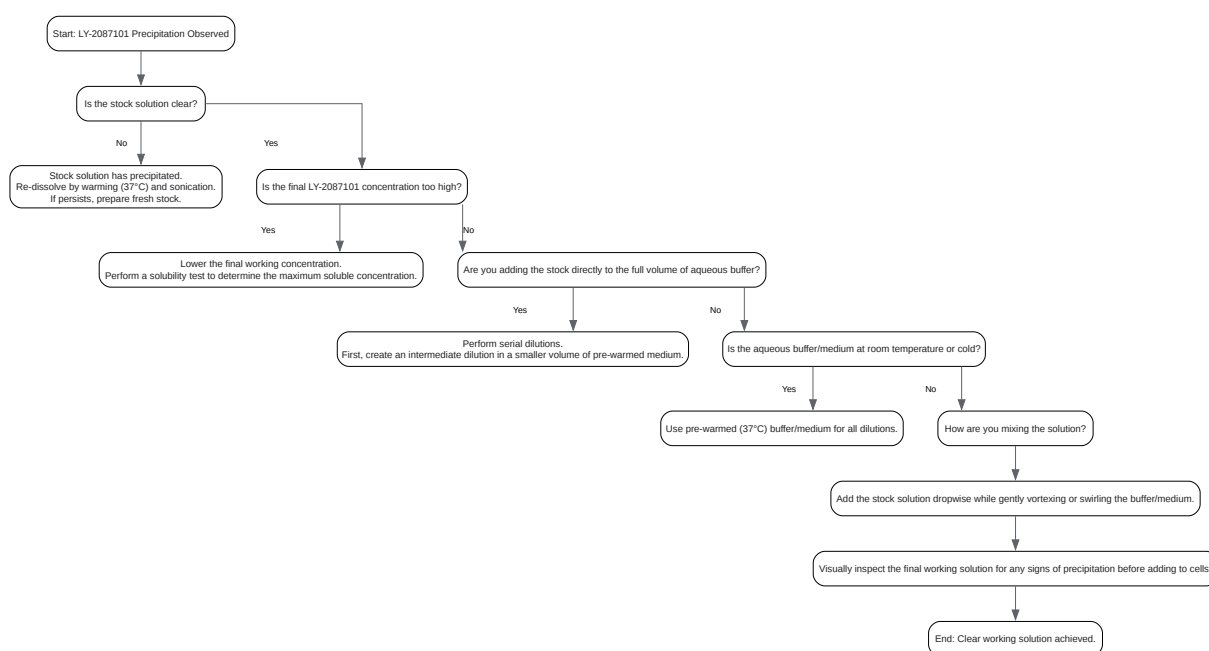 Start: LY-2087101 Precipitation Observed
Is the stock solution clear?
No
Yes
Stock solution has precipitated.
Re-dissolve by warming (37°C) and sonication.
If persists, prepare fresh stock.
Is the final LY-2087101 concentration too high?
Yes
No
Lower the final working concentration.
Perform a solubility test to determine the maximum soluble concentration.
Are you adding the stock directly to the full volume of aqueous buffer?
Yes
No
Perform serial dilutions.
First, create an intermediate dilution in a smaller volume of pre-warmed medium.
Is the aqueous buffer/medium at room temperature or cold?
Yes
No
Use pre-warmed (37°C) buffer/medium for all dilutions.
How are you mixing the solution?
Add the stock solution dropwise while gently vortexing or swirling the buffer/medium.
Visually inspect the final working solution for any signs of precipitation before adding to cells
End: Clear working solution achieved.